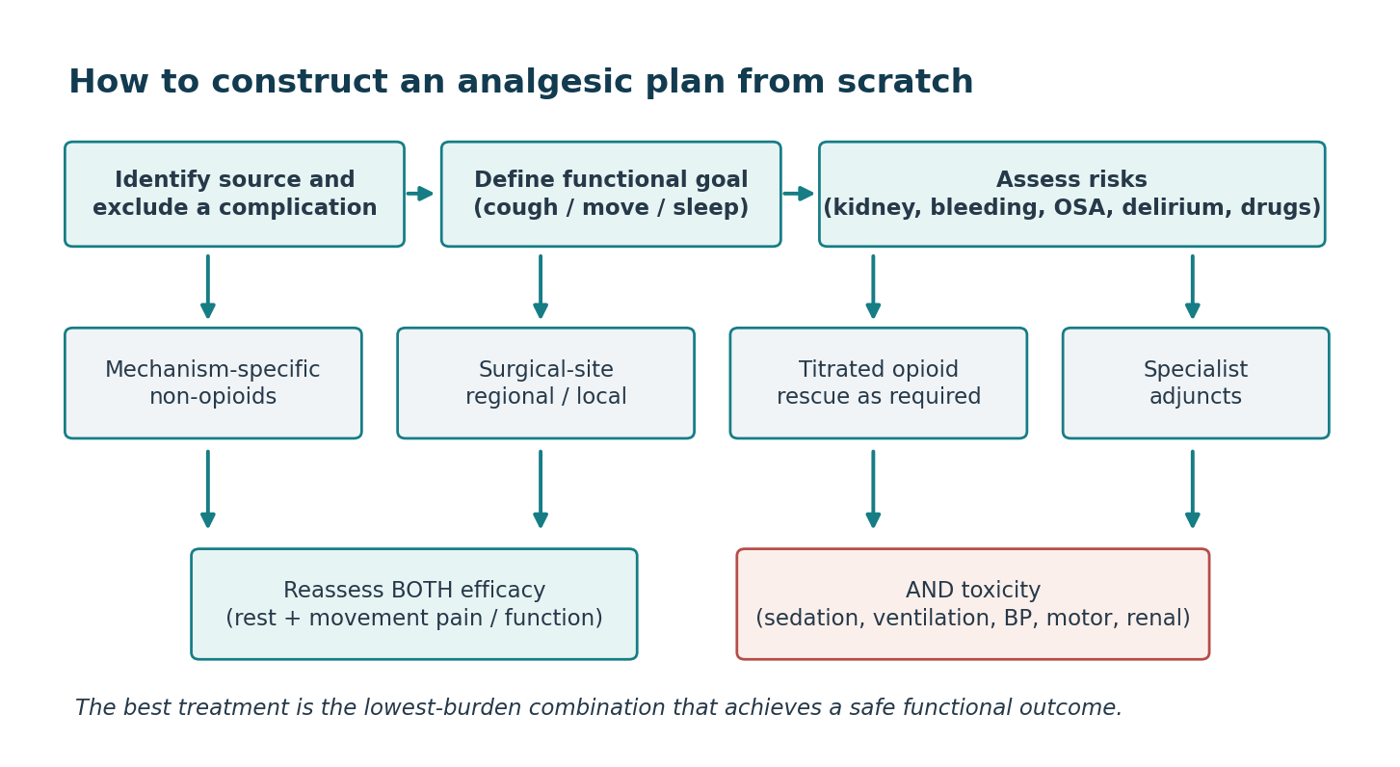 How to construct an analgesic plan from scratch
Identify source and
exclude a complication
Define functional goal
(cough / move / sleep)
Assess risks
(kidney, bleeding, OSA, delirium, drugs)
Mechanism-specific
non-opioids
Surgical-site
regional / local
Titrated opioid
rescue as required
Specialist
adjuncts
Reassess BOTH efficacy
(rest + movement pain / function)
AND toxicity
(sedation, ventilation, BP, motor, renal)
The best treatment is the lowest-burden combination that achieves a safe functional outcome.